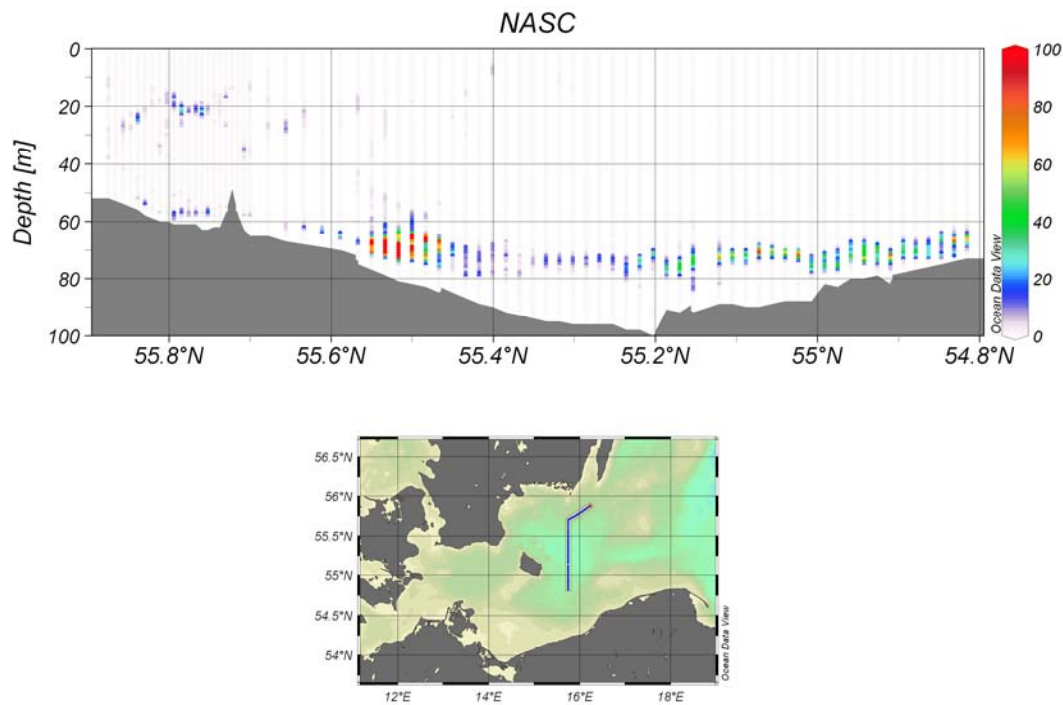 NASC
0
20
40
60
80
100
Depth [m]
55.8°N
55.6°N
55.4°N
55.2°N
55°N
54.8°N
100
80
60
40
20
0
Ocean Data View
56.5°N
56°N
55.5°N
55°N
54.5°N
54°N
12°E
14°E
16°E
18°E
Ocean Data View